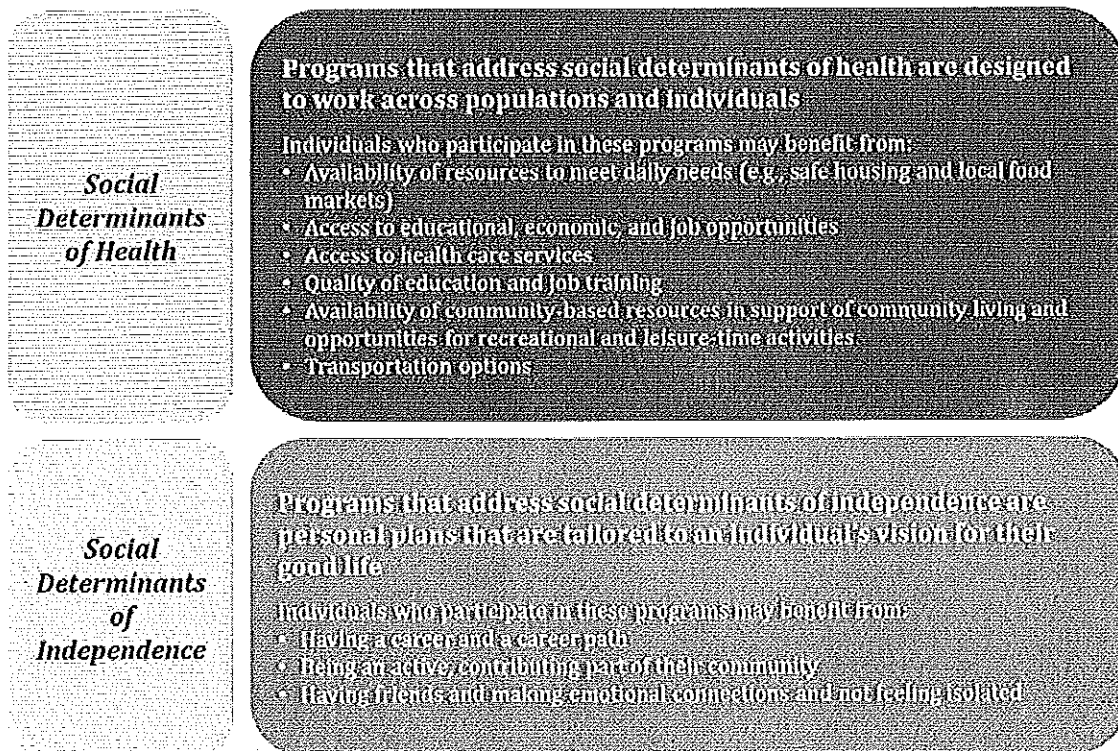 Social
Determinants
of Health
Programs that address social determinants of health are designed
to work across populations and individuals
Individuals who participate in these programs may benefit from:
• Availability of resources to meet daily needs (e.g., safe housing and local food
markets)
• Access to educational, economic, and job opportunities
• Access to health care services
• Quality of education and job training
• Availability of community-based resources in support of community living and
opportunities for recreational and leisure-time activities.
• Transportation options
Social
Determinants
of
Independence
Programs that address social determinants of independence are
personal plans that are tailored to an individual's vision for their
good life
Individuals who participate in these programs may benefit from:
• Having a career and a career path
• Being an active, contributing part of their community
• Having friends and making emotional connections and not feeling isolated